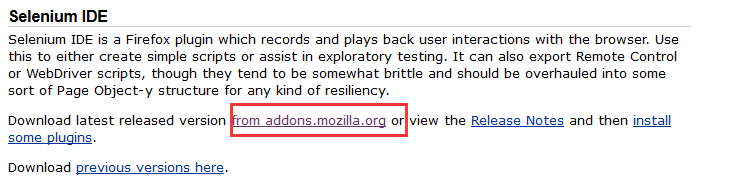 Selenium IDE
Selenium IDE is a Firefox plugin which records and plays back user interactions with the browser. Use
this to either create simple scripts or assist in exploratory testing. It can also export Remote Control
or WebDriver scripts, though they tend to be somewhat brittle and should be overhauled into some
sort of Page Object-y structure for any kind of resiliency.
Download latest released version from addons.mozilla.org or view the Release Notes and then install
some plugins.
Download previous versions here.